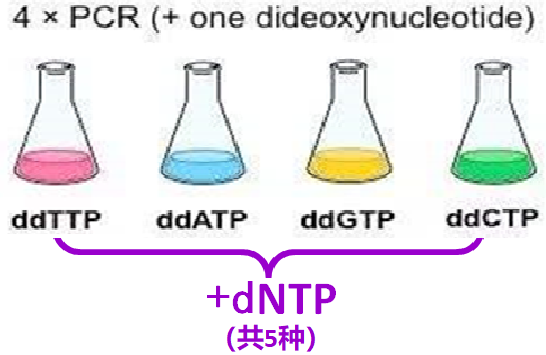 4 × PCR (+ one dideoxynucleotide)
ddTTP ddATP ddGTP ddCTP
+dNTP
(共5种)